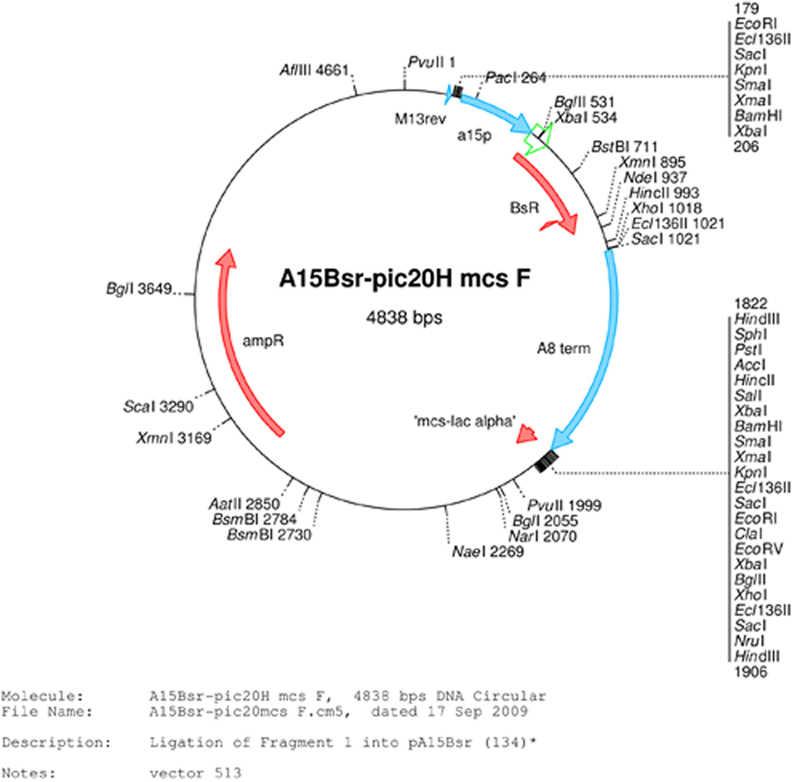 179
EcoRI
Ecl136II
SacI
KpnI
SmaI
XmaI
BamHI
XbaI
206
AflIII 4661
PvuII 1
PacI 264
M13rev
a15p
BglII 531
XbaI 534
BstBI 711
XmnI 895
NdeI 937
HincII 993
XhoI 1018
Ecl136II 1021
SacI 1021
BsR
A15Bsr-pic20H mcs F
4838 bps
BglI 3649
ampR
A8 term
ScaI 3290
XmnI 3169
'mcs-lac alpha'
AatII 2850
BsmBI 2784
BsmBI 2730
PvuII 1999
BglI 2055
NarI 2070
NaeI 2269
1822
HindIII
SphI
PstI
AccI
HincII
SalI
XbaI
BamHI
SmaI
XmaI
KpnI
Ecl136II
SacI
EcoRI
ClaI
EcoRV
XbaI
BglII
XhoI
Ecl136II
SacI
NruI
HindIII
1906
Molecule: A15Bsr-pic20H mcs F, 4838 bps DNA Circular
File Name: A15Bsr-pic20mcs F.cm5, dated 17 Sep 2009
Description: Ligation of Fragment 1 into pA15Bsr (134)*
Notes: vector 513